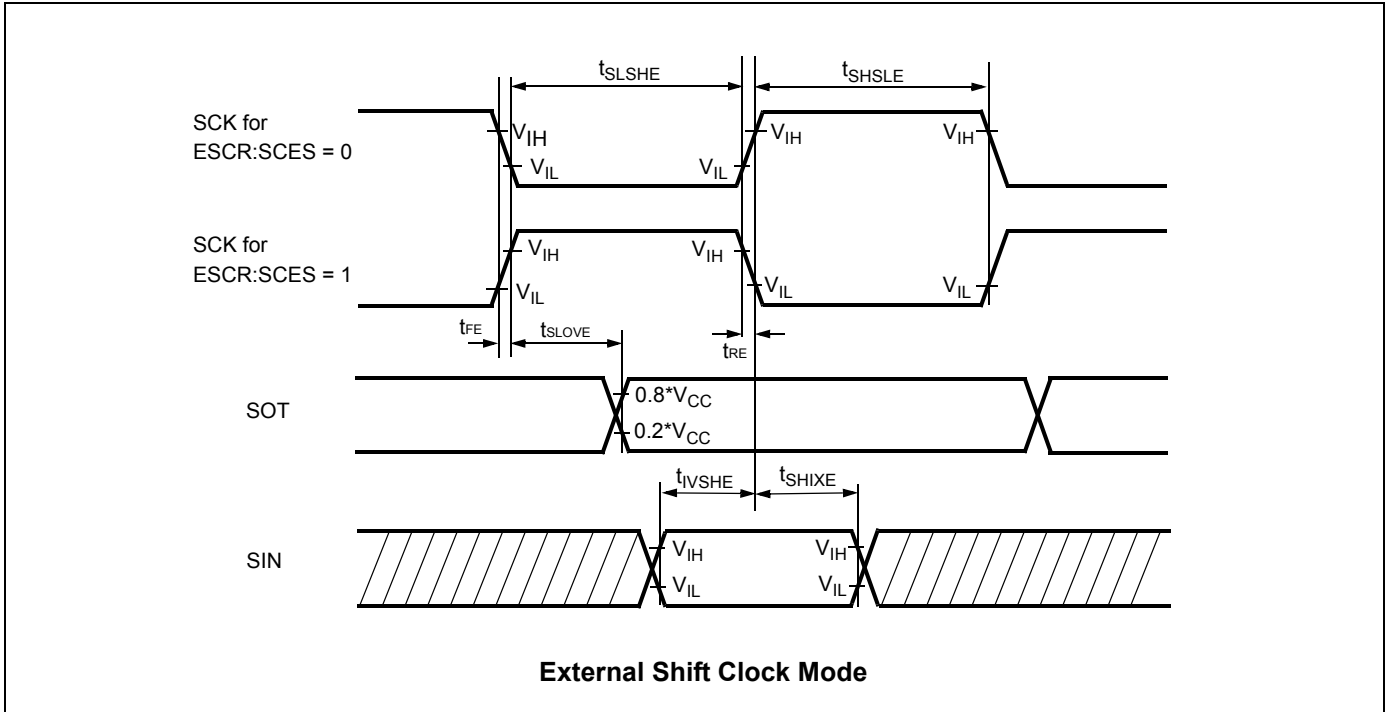 tSLSHE
tSHSLE
SCK for
ESCR:SCES = 0
VIH
VIL
VIL
VIH
VIH
SCK for
ESCR:SCES = 1
VIH
VIL
VIH
VIL
VIL
tFE
tSLOVE
tRE
SOT
0.8*VCC
0.2*VCC
tIVSHE
tSHIXE
SIN
VIH
VIL
VIH
VIL
External Shift Clock Mode